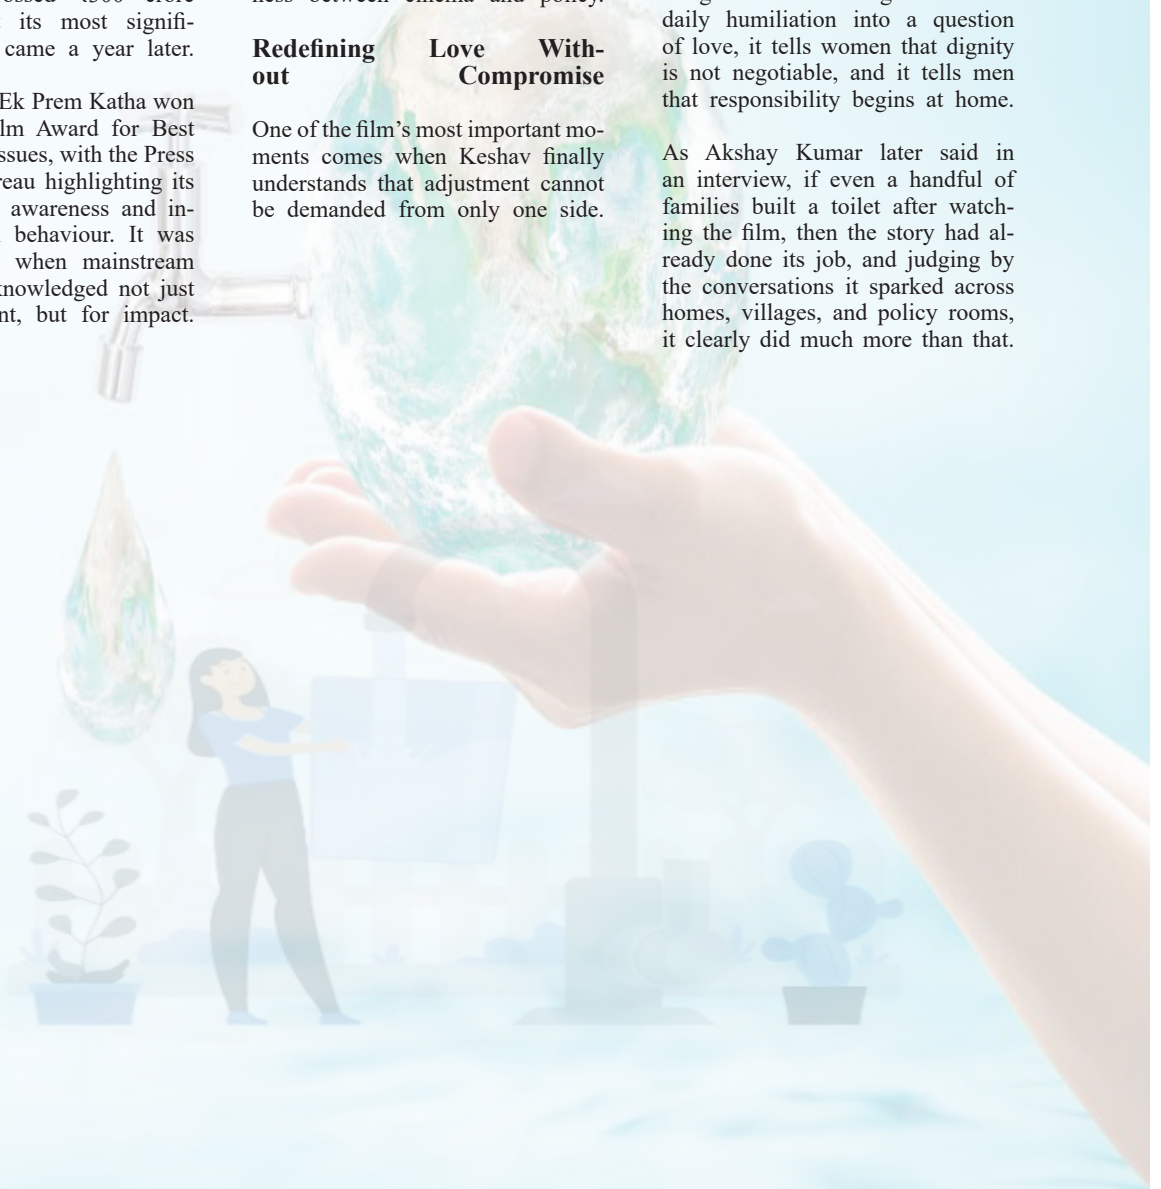 its most signifi-
came a year later.
Ek Prem Katha won
lm Award for Best
ssues, with the Press
reau highlighting its
awareness and in-
behaviour. It was
when mainstream
knowledged not just
nt, but for impact.
ness between cinema and policy.
Redefining Love With-
out Compromise
One of the film’s most important mo-
ments comes when Keshav finally
understands that adjustment cannot
be demanded from only one side.
daily humiliation into a question
of love, it tells women that dignity
is not negotiable, and it tells men
that responsibility begins at home.
As Akshay Kumar later said in
an interview, if even a handful of
families built a toilet after watch-
ing the film, then the story had al-
ready done its job, and judging by
the conversations it sparked across
homes, villages, and policy rooms,
it clearly did much more than that.